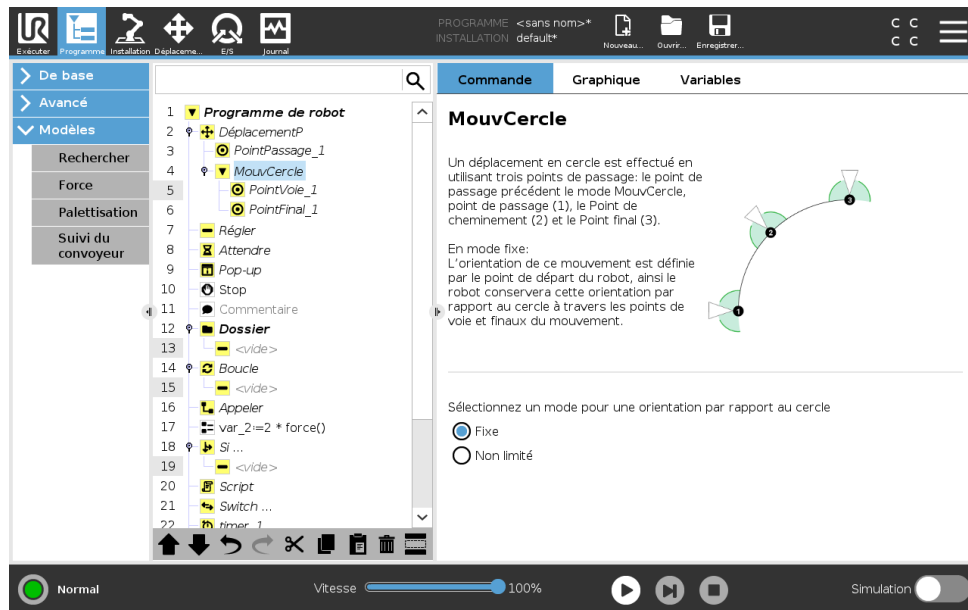 UR
PROGRAMME <sans nom>*
INSTALLATION default*
C C
C C
Exécuter Programme Installation Déplaceme... E/S Journal
Nouveau... Ouvrir... Enregistrer...
De base
Avancé
Modèles
Rechercher
Force
Palettisation
Suivi du
convoyeur
1 Programme de robot
2 DéplacementP
3 PointPassage_1
4 MouvCercle
5 PointVoie_1
6 PointFinal_1
7 Régler
8 Attendre
9 Pop-up
10 Stop
11 Commentaire
12 Dossier
13 <vide>
14 Boucle
15 <vide>
16 Appeler
17 var_2:=2 * force()
18 Si ...
19 <vide>
20 Script
21 Switch ...
22 timer_1
Commande Graphique Variables
MouvCercle
Un déplacement en cercle est effectué en
utilisant trois points de passage: le point de
passage précédent le mode MouvCercle,
point de passage (1), le Point de
cheminement (2) et le Point final (3).
En mode fixe:
L'orientation de ce mouvement est définie
par le point de départ du robot, ainsi le
robot conservera cette orientation par
rapport au cercle à travers les points de
voie et finaux du mouvement.
3
2
1
Sélectionnez un mode pour une orientation par rapport au cercle
Fixe
Non limité
Normal
Vitesse 100%
Simulation